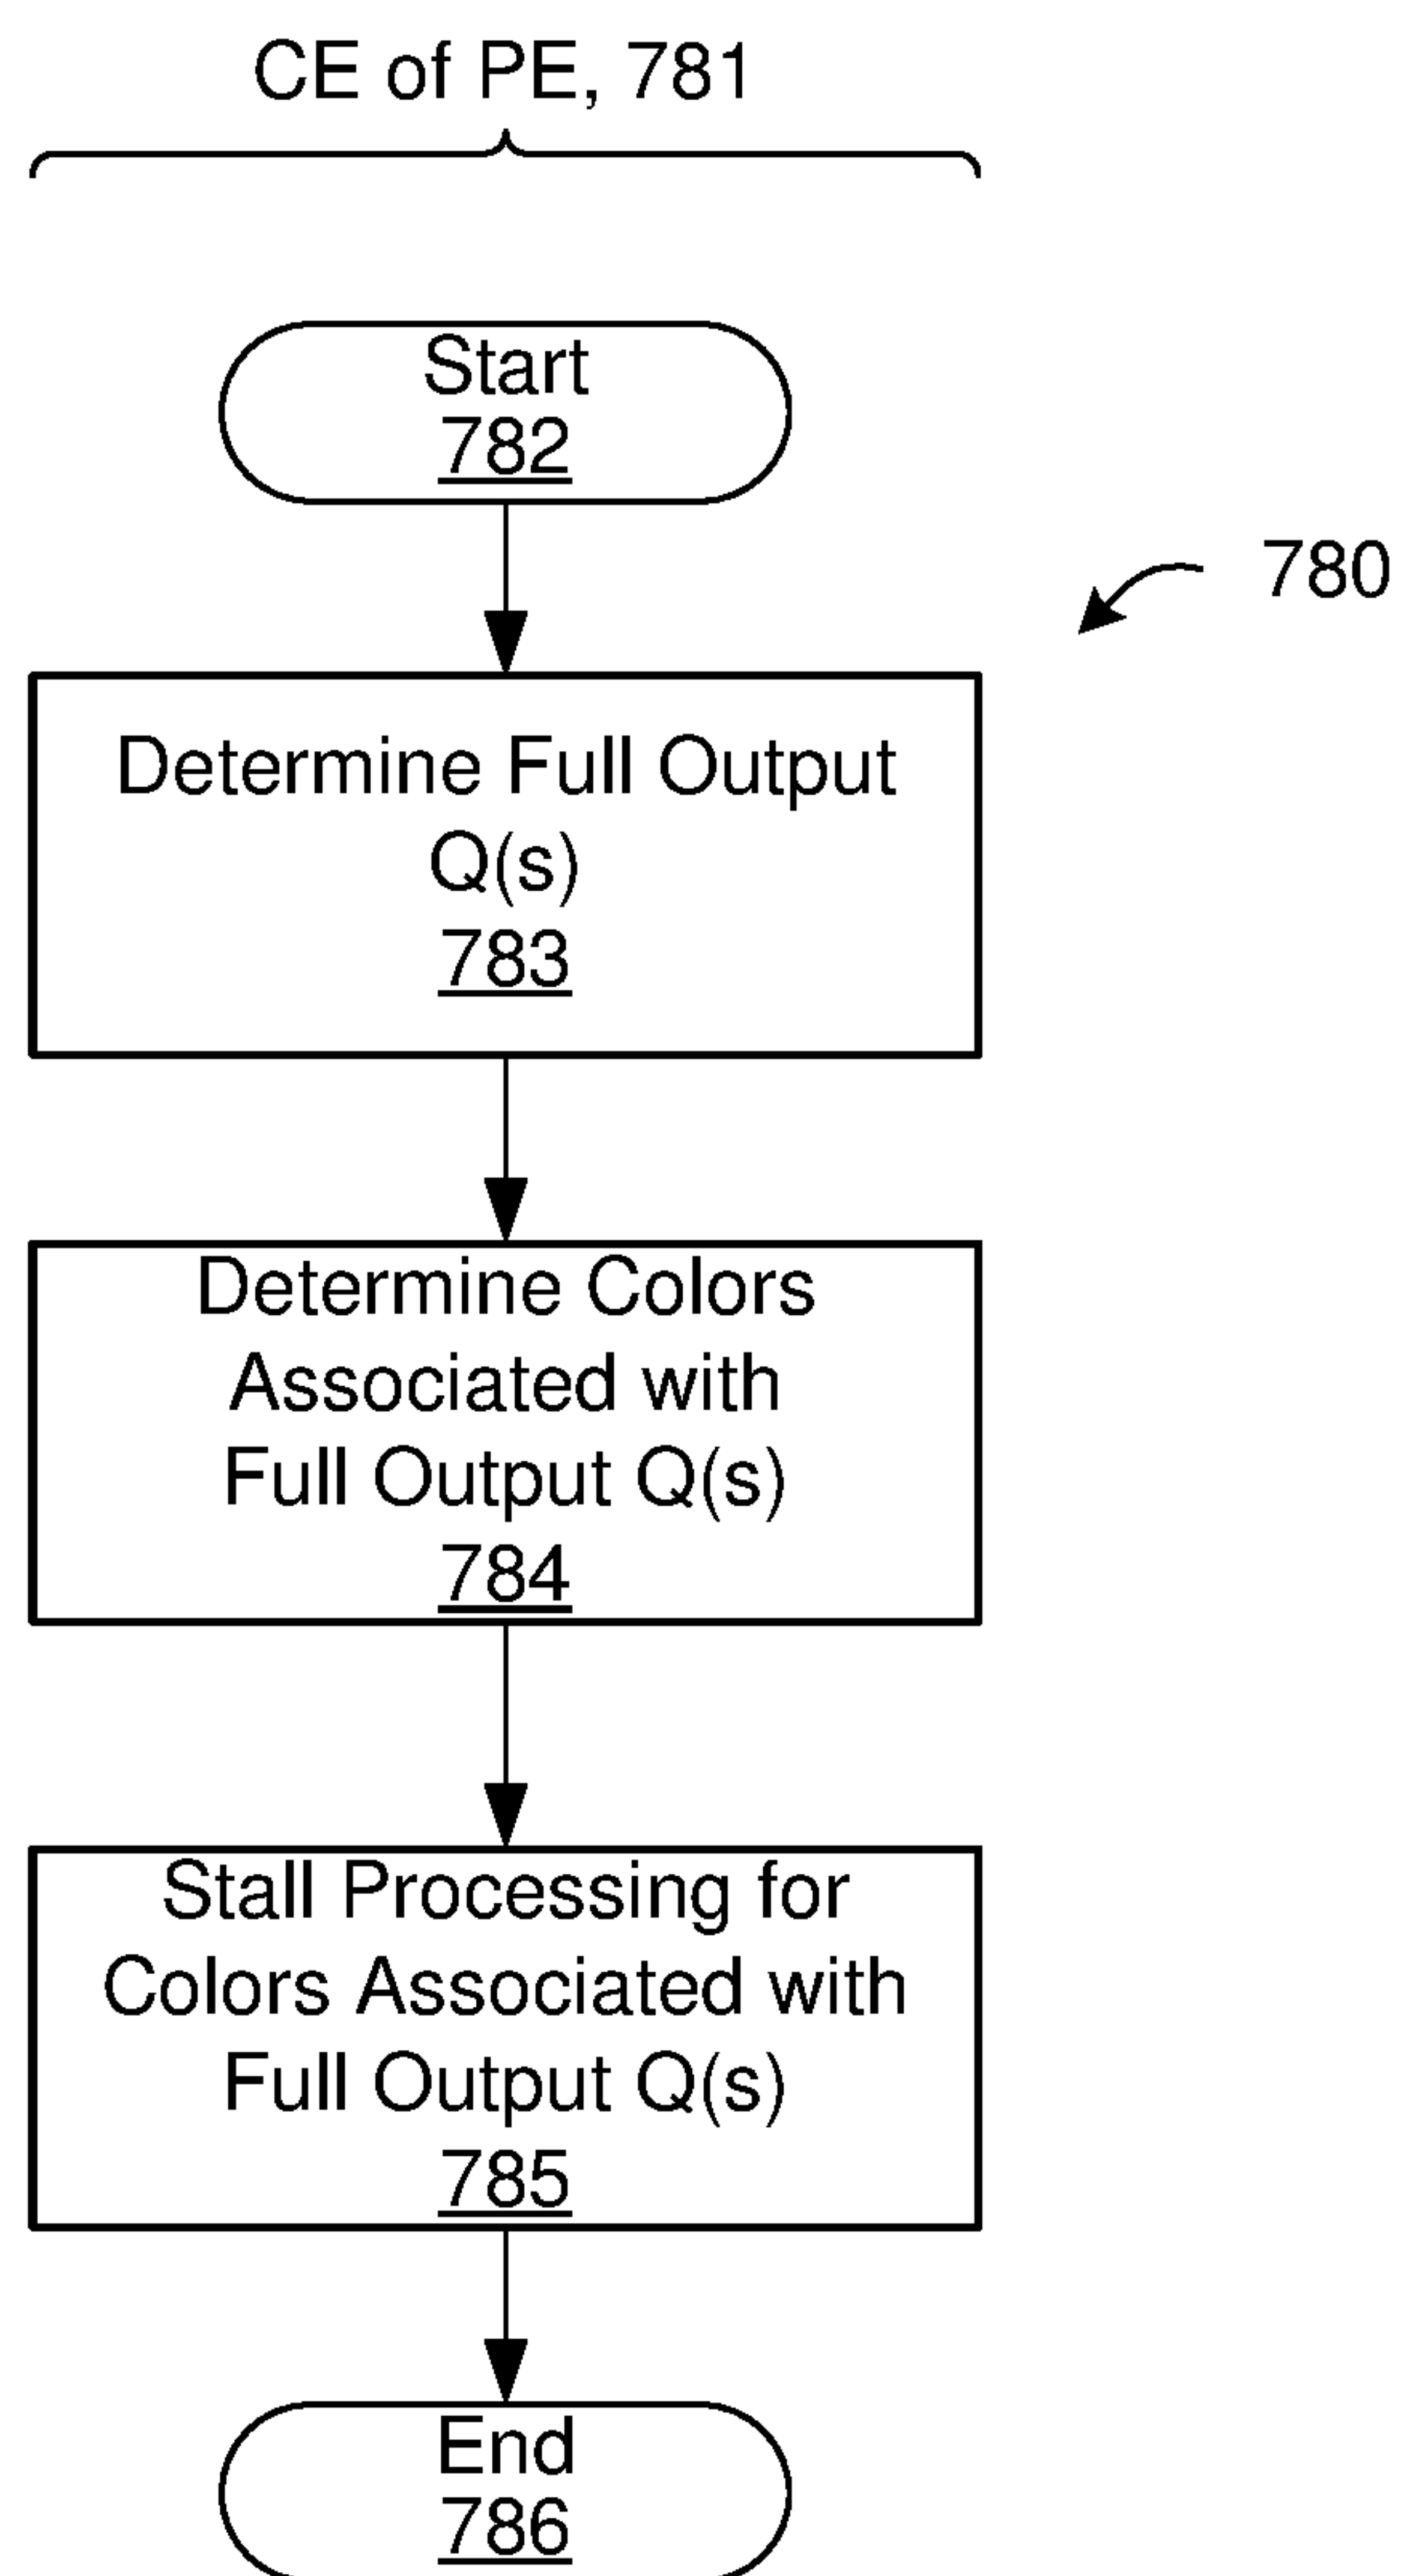 CE of PE, 781
Start
782
780
Determine Full Output
Q(s)
783
Determine Colors
Associated with
Full Output Q(s)
784
Stall Processing for
Colors Associated with
Full Output Q(s)
785
End
786